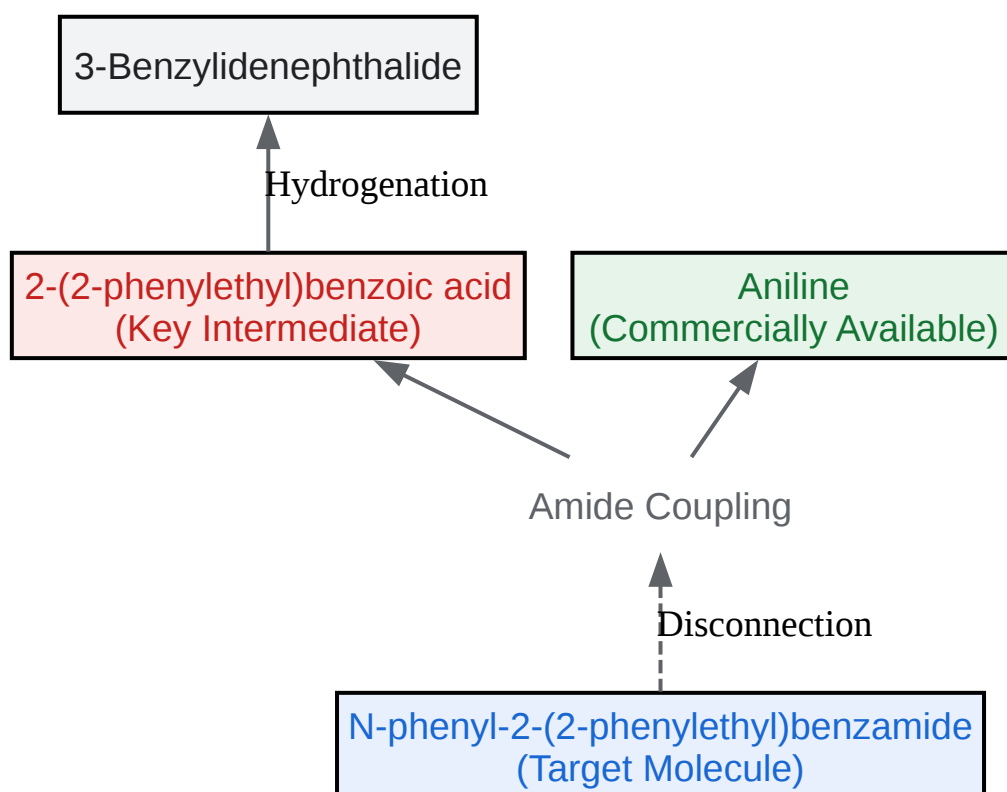 3-Benzylidenephthalide
Hydrogenation
2-(2-phenylethyl)benzoic acid
(Key Intermediate)
Aniline
(Commercially Available)
Amide Coupling
Disconnection
N-phenyl-2-(2-phenylethyl)benzamide
(Target Molecule)